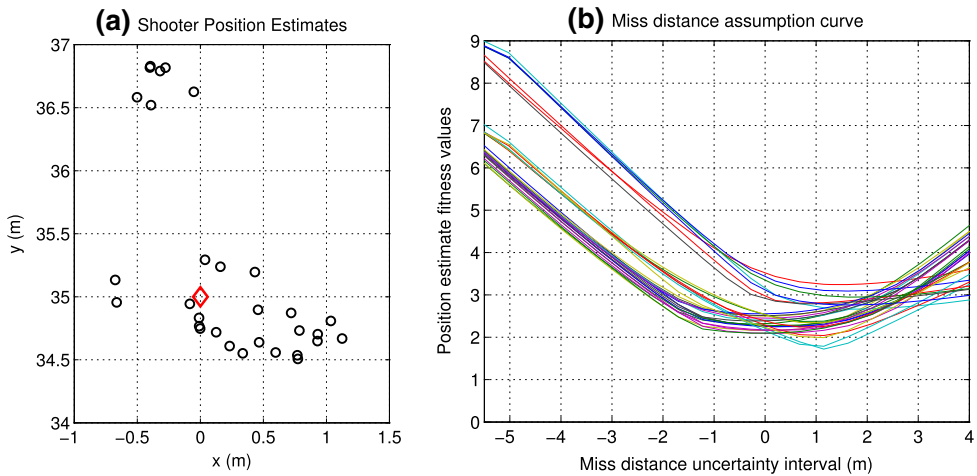 (a) Shooter Position Estimates
37
36.5
36
35.5
35
34.5
34
y (m)
−1 −0.5 0 0.5 1 1.5
x (m)
(b) Miss distance assumption curve
9
8
7
6
5
4
3
2
1
0
Position estimate fitness values
−5 −4 −3 −2 −1 0 1 2 3 4
Miss distance uncertainty interval (m)